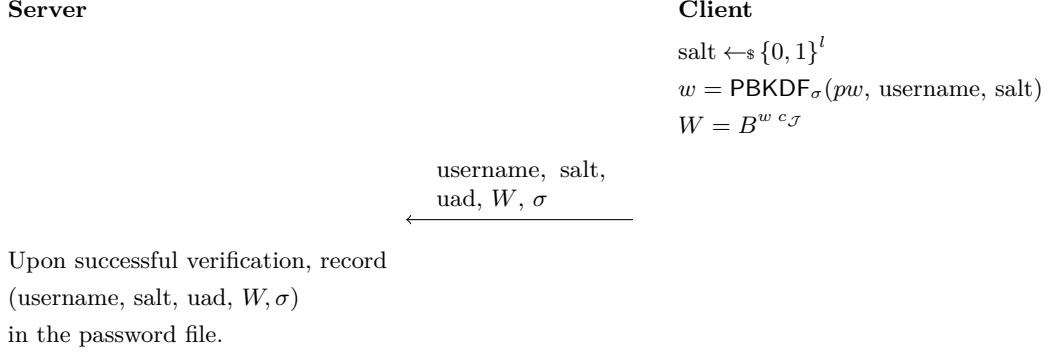 Server
Client
salt ←$ {0, 1}^l
w = PBKDF_σ(pw, username, salt)
W = B^{w c_𝒥}
username, salt,
uad, W, σ
Upon successful verification, record
(username, salt, uad, W, σ)
in the password file.